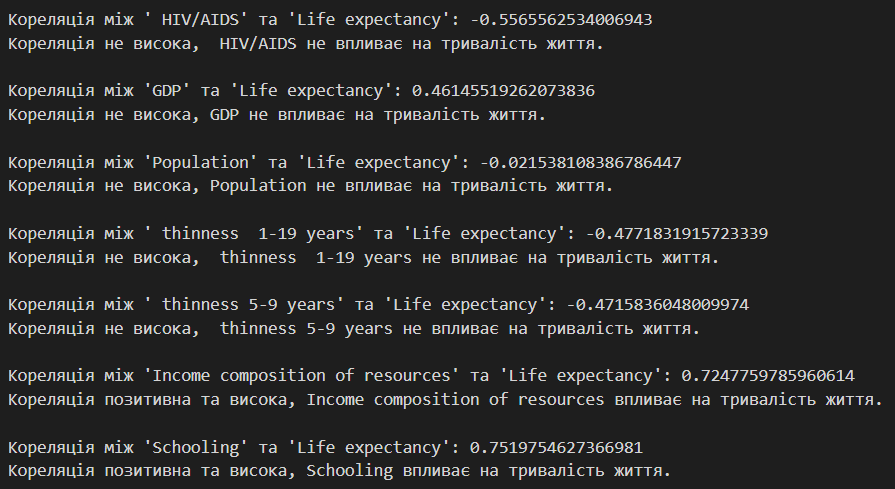 Кореляція між ' HIV/AIDS' та 'Life expectancy': -0.5565562534006943
Кореляція не висока,  HIV/AIDS не впливає на тривалість життя.
Кореляція між 'GDP' та 'Life expectancy': 0.46145519262073836
Кореляція не висока, GDP не впливає на тривалість життя.
Кореляція між 'Population' та 'Life expectancy': -0.021538108386786447
Кореляція не висока, Population не впливає на тривалість життя.
Кореляція між ' thinness  1-19 years' та 'Life expectancy': -0.4771831915723339
Кореляція не висока,  thinness  1-19 years не впливає на тривалість життя.
Кореляція між ' thinness 5-9 years' та 'Life expectancy': -0.4715836048009974
Кореляція не висока,  thinness 5-9 years не впливає на тривалість життя.
Кореляція між 'Income composition of resources' та 'Life expectancy': 0.7247759785960614
Кореляція позитивна та висока, Income composition of resources впливає на тривалість життя.
Кореляція між 'Schooling' та 'Life expectancy': 0.7519754627366981
Кореляція позитивна та висока, Schooling впливає на тривалість життя.